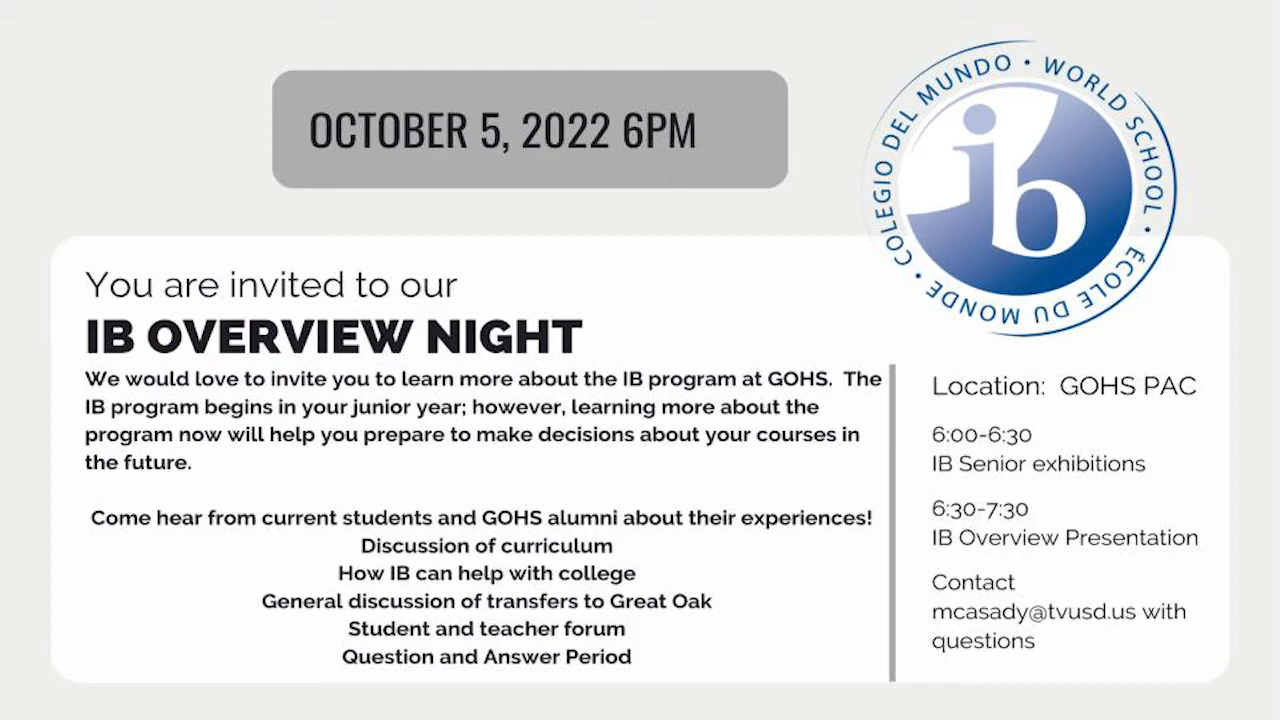 OCTOBER 5, 2022 6PM
COLEGIO DEL MUNDO • WORLD SCHOOL • ÉCOLE DU MONDE •
ib
You are invited to our
IB OVERVIEW NIGHT
We would love to invite you to learn more about the IB program at GOHS. The
IB program begins in your junior year; however, learning more about the
program now will help you prepare to make decisions about your courses in
the future.
Come hear from current students and GOHS alumni about their experiences!
Discussion of curriculum
How IB can help with college
General discussion of transfers to Great Oak
Student and teacher forum
Question and Answer Period
Location: GOHS PAC
6:00-6:30
IB Senior exhibitions
6:30-7:30
IB Overview Presentation
Contact
mcasady@tvusd.us with
questions